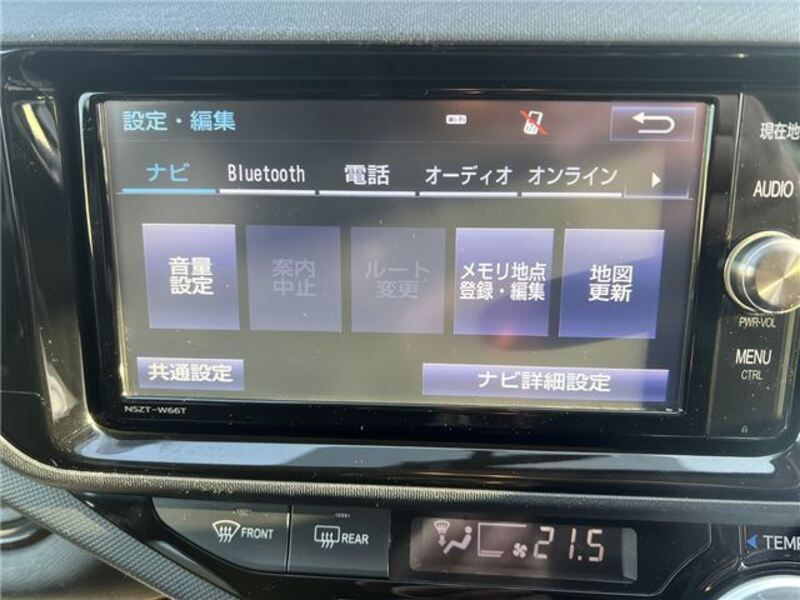 設定・編集
Wi-Fi
現在地
ナビ Bluetooth 電話 オーディオ オンライン
AUDIO
音量
設定
案内
中止
ルート
変更
メモリ地点
登録・編集
地図
更新
PWR-VOL
MENU
CTRL
共通設定
ナビ詳細設定
NSZT-W66T
FRONT
REAR
21.5
TEMP